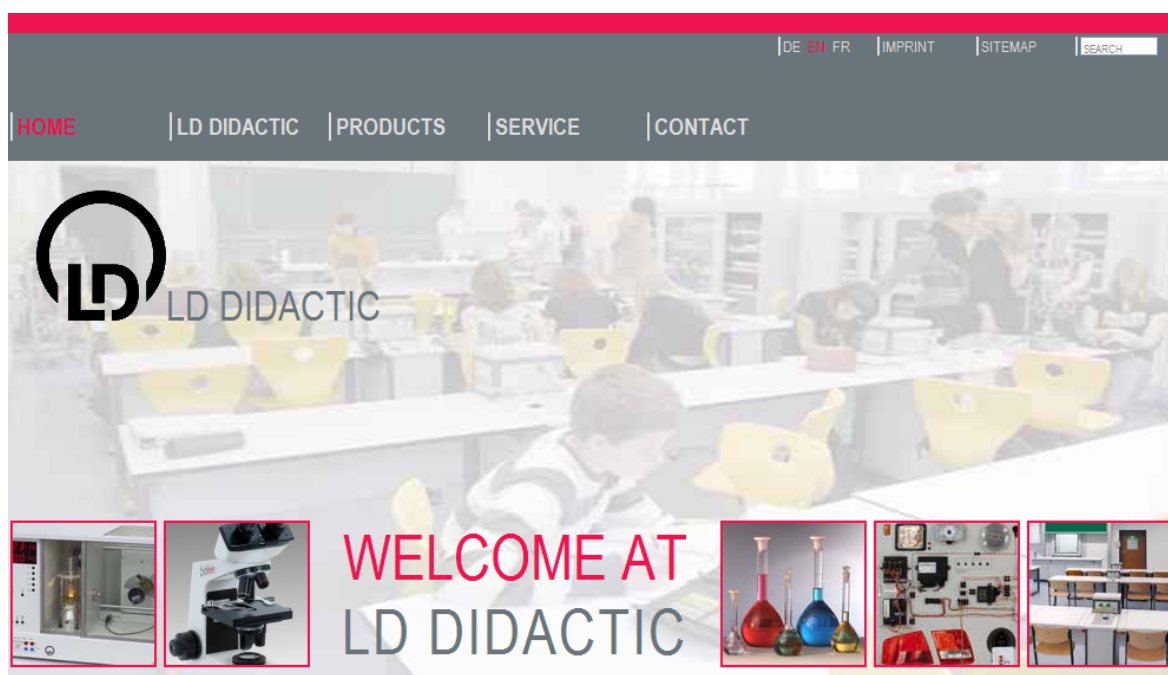 DE EN FR IMPRINT SITEMAP SEARCH
HOME LD DIDACTIC PRODUCTS SERVICE CONTACT
LD LD DIDACTIC
WELCOME AT
LD DIDACTIC